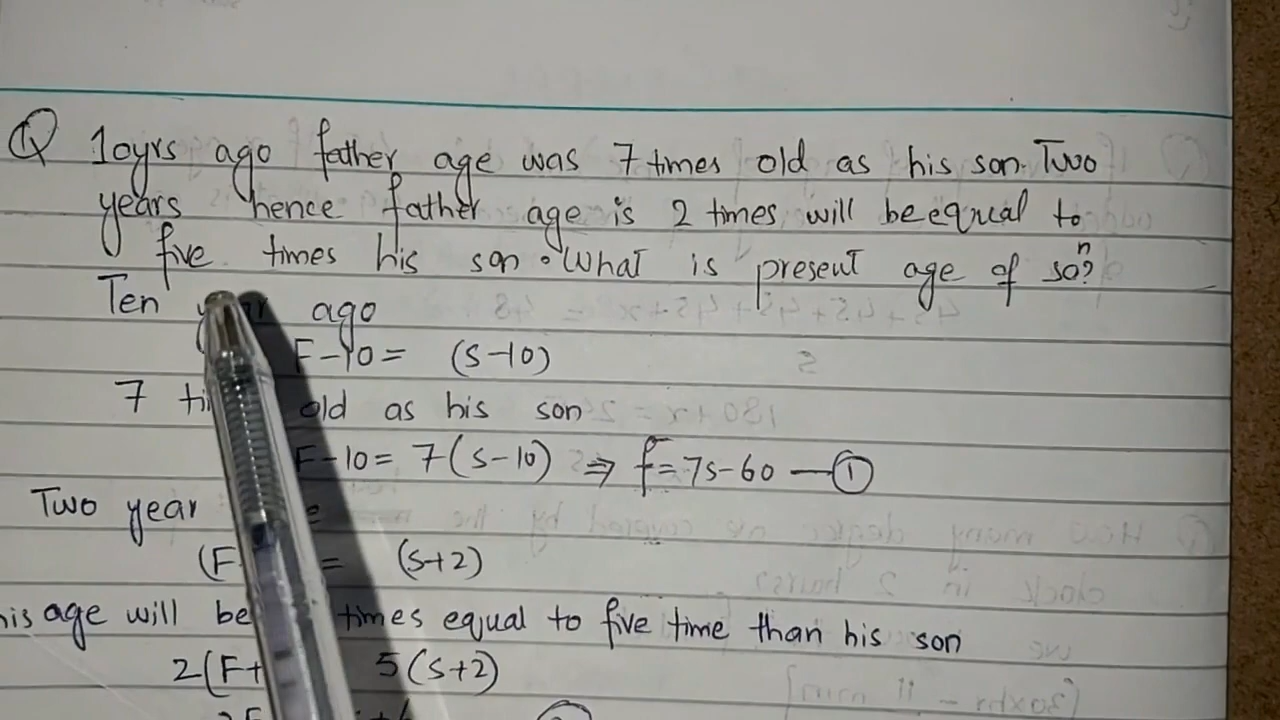 Q 10yrs ago father age was 7 times old as his son. Two
years hence father age is 2 times will be equal to
five times his son. What is present age of son?
Ten ago
F-10= (s-10)
7 old as his son
F-10= 7(s-10) ⇒ f=7s-60 —①
Two year
(F = (s+2)
his age will be times equal to five time than his son
2(F+ 5(s+2)